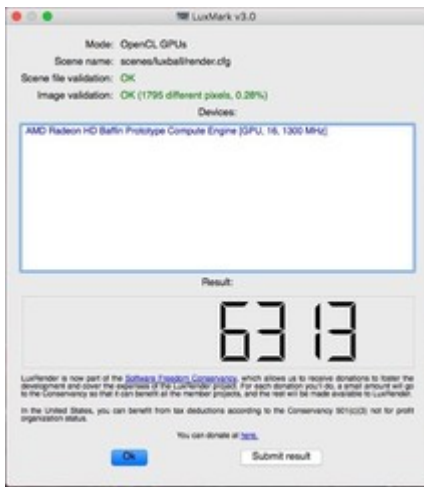 LuxMark v3.0
Mode: OpenCL GPUs
Scene name: scenes/luxball/render.cfg
Scene file validation: OK
Image validation: OK (1795 different pixels, 0.28%)
Devices:
AMD Radeon HD Baffin Prototype Compute Engine [GPU, 16, 1300 MHz]
Result:
6313
LuxRender is now part of the Software Freedom Conservancy, which allows us to receive donations to foster the
development and cover the expenses of the LuxRender project. For each donation you'll do, a small amount will go
to the Conservancy so that it can benefit all the member projects, and the rest will be made available to LuxRender.
In the United States, you can benefit from tax deductions according to the Conservancy 501(c)(3) not for profit
organization status.
You can donate at here.
Ok
Submit result